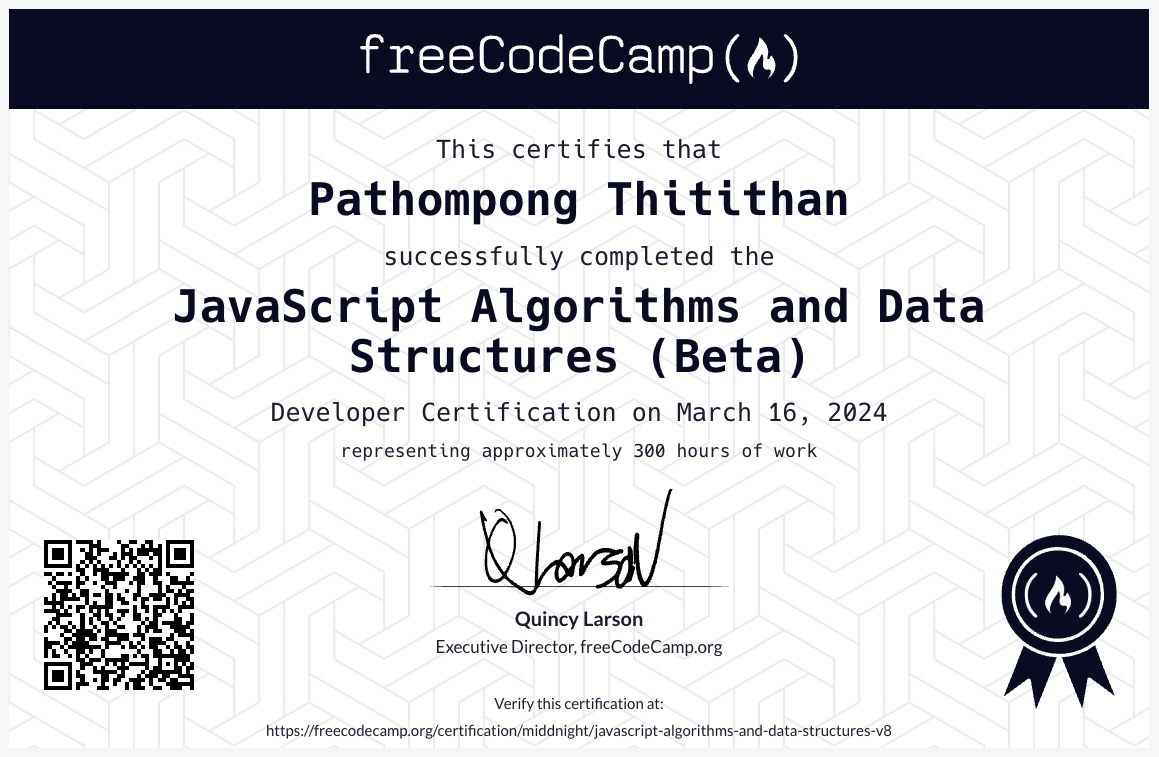 freeCodeCamp
This certifies that
Pathompong Thitithan
successfully completed the
JavaScript Algorithms and Data
Structures (Beta)
Developer Certification on March 16, 2024
representing approximately 300 hours of work
Quincy Larson
Executive Director, freeCodeCamp.org
Verify this certification at:
https://freecodecamp.org/certification/middnight/javascript-algorithms-and-data-structures-v8